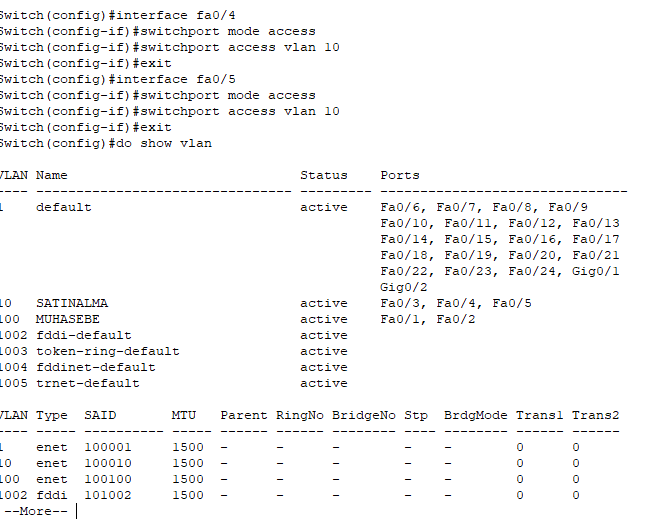 Switch(config)#interface fa0/4
Switch(config-if)#switchport mode access
Switch(config-if)#switchport access vlan 10
Switch(config-if)#exit
Switch(config)#interface fa0/5
Switch(config-if)#switchport mode access
Switch(config-if)#switchport access vlan 10
Switch(config-if)#exit
Switch(config)#do show vlan

VLAN Name                             Status    Ports
---- -------------------------------- --------- -------------------------------
1    default                          active    Fa0/6, Fa0/7, Fa0/8, Fa0/9
                                                Fa0/10, Fa0/11, Fa0/12, Fa0/13
                                                Fa0/14, Fa0/15, Fa0/16, Fa0/17
                                                Fa0/18, Fa0/19, Fa0/20, Fa0/21
                                                Fa0/22, Fa0/23, Fa0/24, Gig0/1
                                                Gig0/2
10   SATINALMA                        active    Fa0/3, Fa0/4, Fa0/5
100  MUHASEBE                         active    Fa0/1, Fa0/2
1002 fddi-default                     active
1003 token-ring-default               active
1004 fddinet-default                  active
1005 trnet-default                    active

VLAN Type  SAID       MTU   Parent RingNo BridgeNo Stp  BrdgMode Trans1 Trans2
---- ----- ---------- ----- ------ ------ -------- ---- -------- ------ ------
1    enet  100001     1500  -      -      -        -    -        0      0
10   enet  100010     1500  -      -      -        -    -        0      0
100  enet  100100     1500  -      -      -        -    -        0      0
1002 fddi  101002     1500  -      -      -        -    -        0      0
 --More--